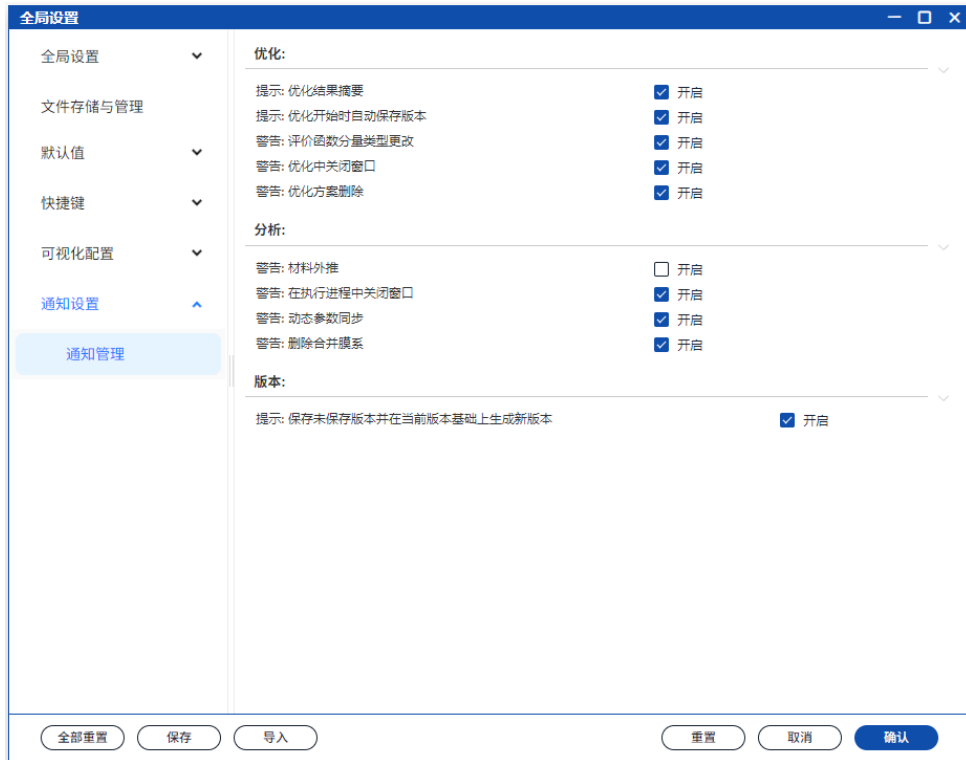 全局设置
全局设置
文件存储与管理
默认值
快捷键
可视化配置
通知设置
通知管理
优化:
提示: 优化结果摘要 开启
提示: 优化开始时自动保存版本 开启
警告: 评价函数分量类型更改 开启
警告: 优化中关闭窗口 开启
警告: 优化方案删除 开启
分析:
警告: 材料外推 开启
警告: 在执行进程中关闭窗口 开启
警告: 动态参数同步 开启
警告: 删除合并膜系 开启
版本:
提示: 保存未保存版本并在当前版本基础上生成新版本 开启
全部重置 保存 导入 重置 取消 确认